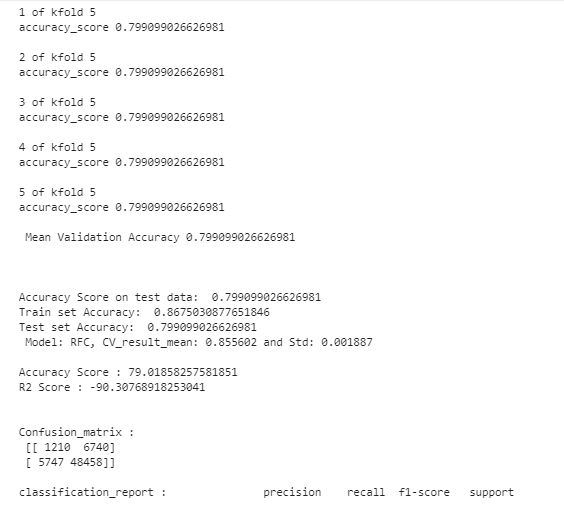 1 of kfold 5
accuracy_score 0.799099026626981
2 of kfold 5
accuracy_score 0.799099026626981
3 of kfold 5
accuracy_score 0.799099026626981
4 of kfold 5
accuracy_score 0.799099026626981
5 of kfold 5
accuracy_score 0.799099026626981
Mean Validation Accuracy 0.799099026626981
Accuracy Score on test data:  0.799099026626981
Train set Accuracy:  0.8675030877651846
Test set Accuracy:  0.799099026626981
Model: RFC, CV_result_mean: 0.855602 and Std: 0.001887
Accuracy Score : 79.01858257581851
R2 Score : -90.30768918253041
Confusion_matrix :
[[ 1210  6740]
[ 5747 48458]]
classification_report :               precision    recall  f1-score   support